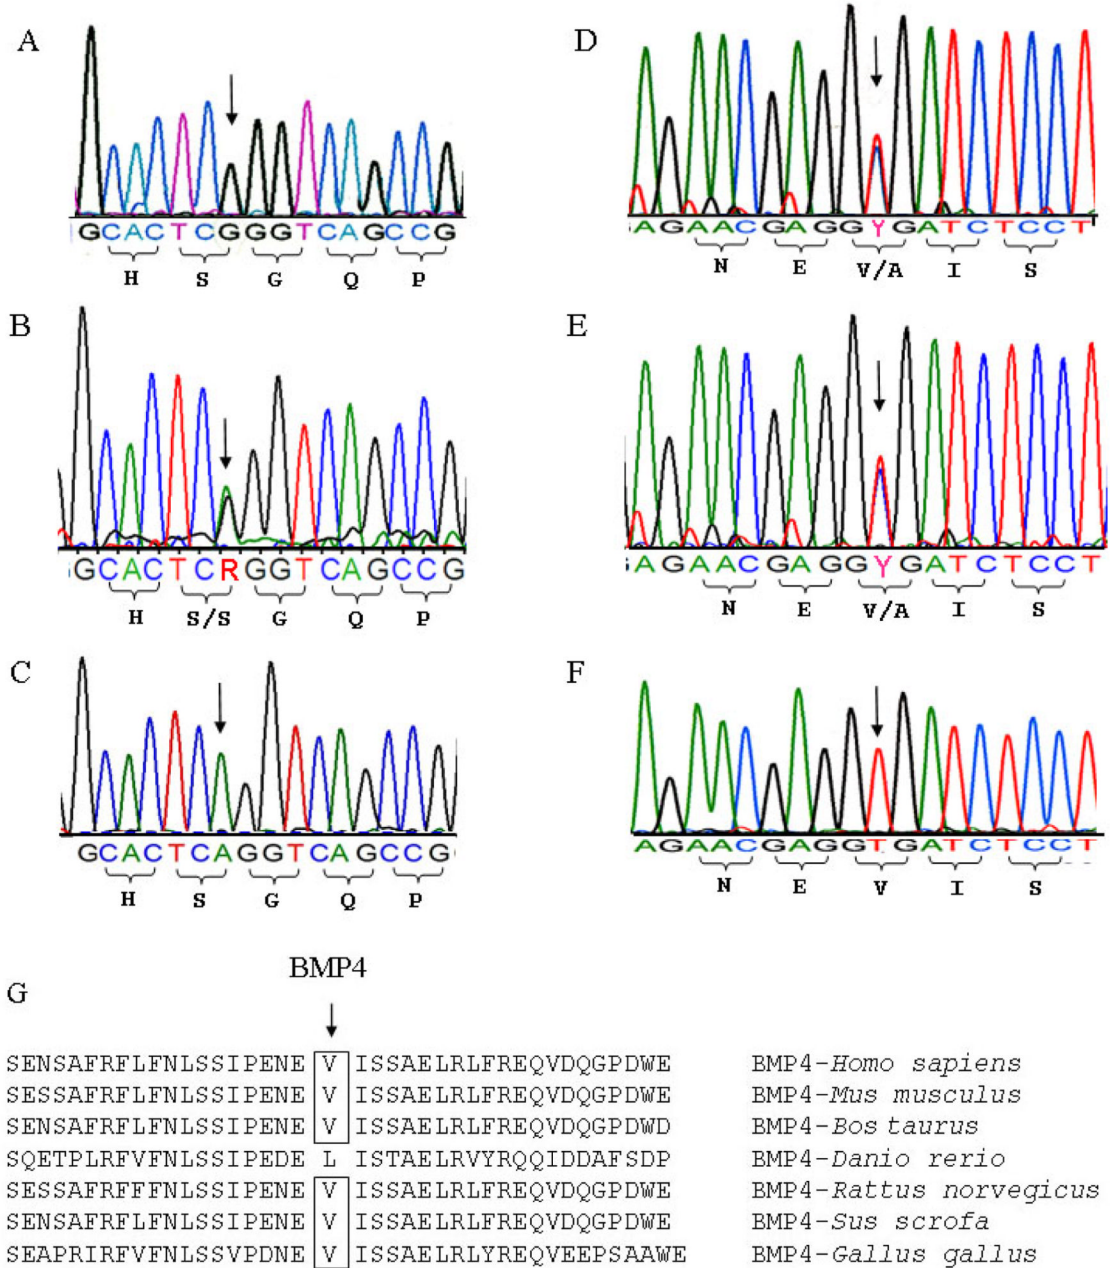 A
GCACTCGGGTCAGCCG
H S G Q P
B
GCACTCRGGTCAGCCG
H S/S G Q P
C
GCACTCAGGTCAGCCG
H S G Q P
D
AGAACGAGGYGATCTCCT
N E V/A I S
E
AGAACGAGGYGATCTCCT
N E V/A I S
F
AGAACGAGGTGATCTCCT
N E V I S
BMP4
G
SENSAFRFLFNLSSIPENE V ISSAELRLFREQVDQGPDWE BMP4-Homo sapiens
SESSAFRFLFNLSSIPENE V ISSAELRLFREQVDQGPDWE BMP4-Mus musculus
SENSAFRFLFNLSSIPENE V ISSAELRLFREQVDQGPDWD BMP4-Bos taurus
SQETPLRFVFNLSSIPEDE L ISTAELRVYRQQIDDAFSDP BMP4-Danio rerio
SESSAFRFFFNLSSIPENE V ISSAELRLFREQVDQGPDWE BMP4-Rattus norvegicus
SENSAFRFLFNLSSIPENE V ISSAELRLFREQVDQGPDWE BMP4-Sus scrofa
SEAPRIRFVFNLSSVPDNE V ISSAELRLYREQVEEPSAAWE BMP4-Gallus gallus